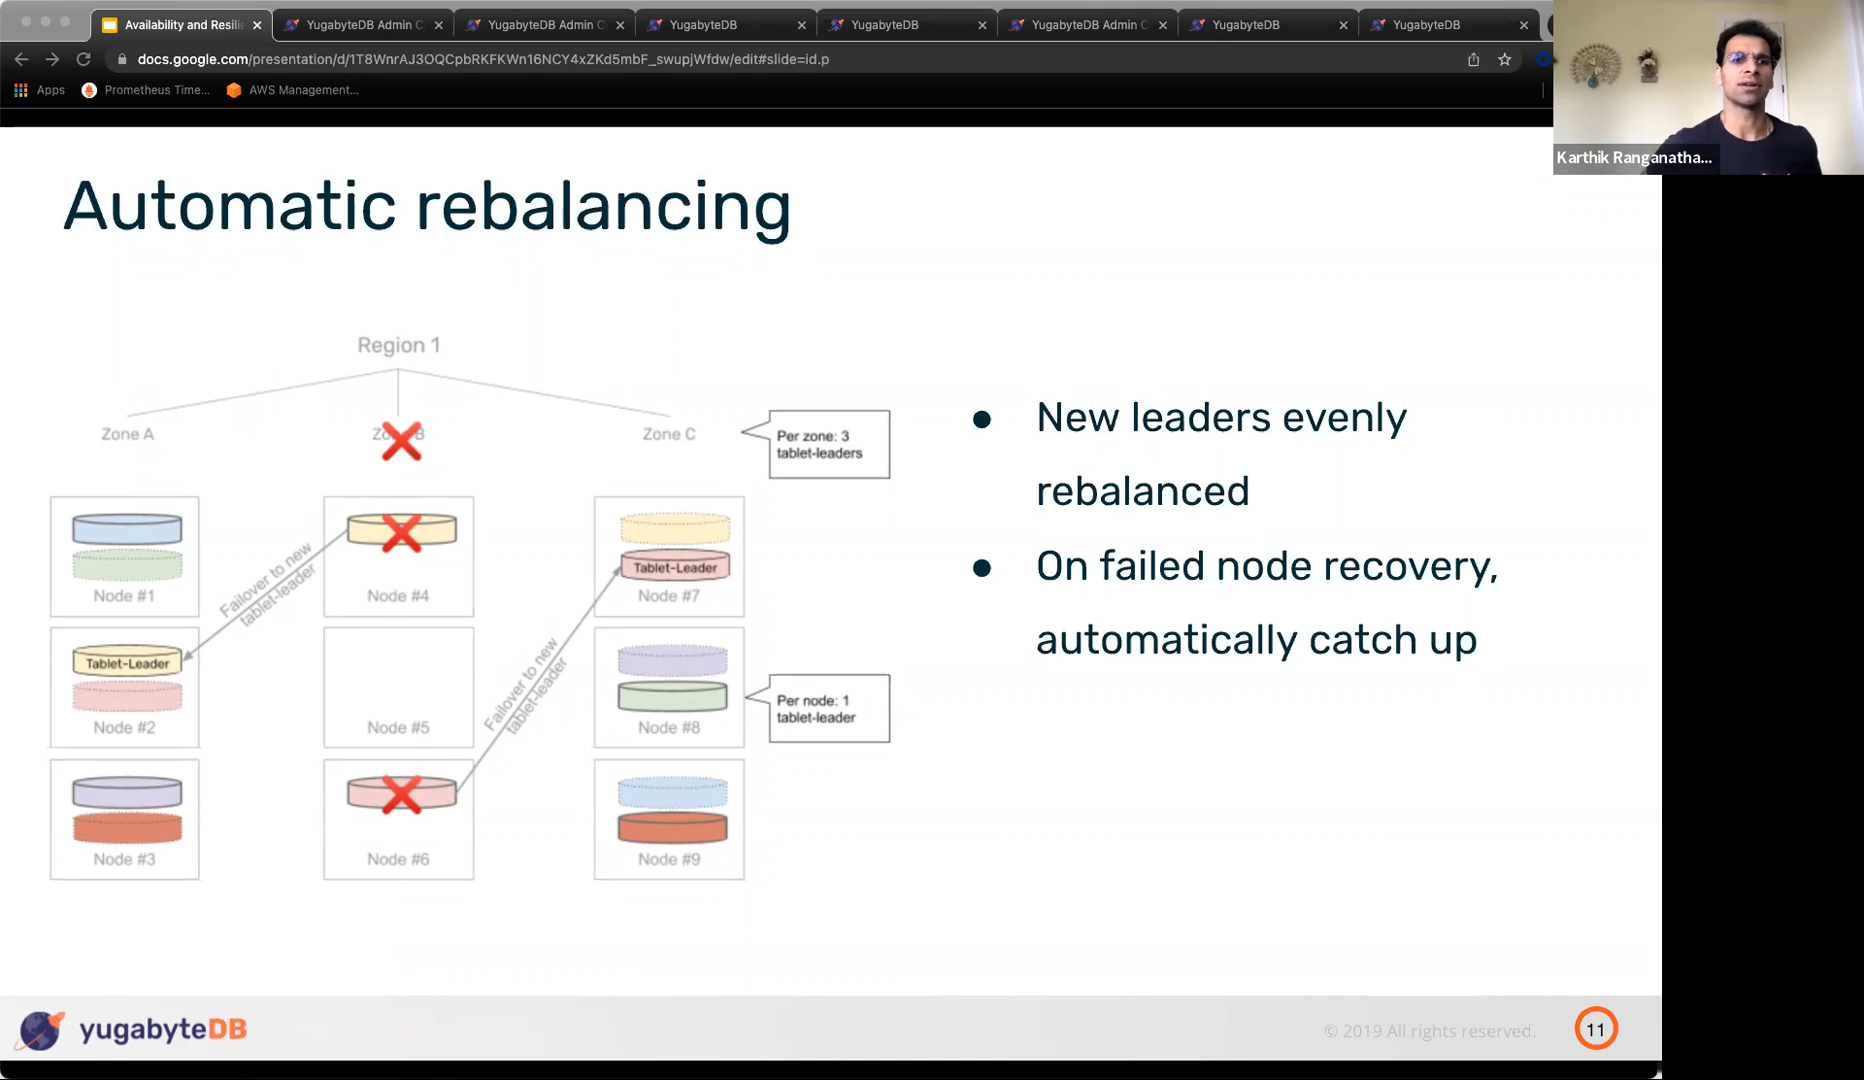 Availability and Resilie
YugabyteDB Admin C
YugabyteDB Admin C
YugabyteDB
YugabyteDB
YugabyteDB Admin C
YugabyteDB
YugabyteDB
docs.google.com/presentation/d/1T8WnrAJ3OQCpbRKFKWn16NCY4xZKd5mbF_swupjWfdw/edit#slide=id.p
Apps
Prometheus Time...
AWS Management...
Karthik Ranganatha...
Automatic rebalancing
Region 1
Zone A
Zone C
Per zone: 3
tablet-leaders
Node #1
Failover to new
tablet-leader
Node #4
Tablet-Leader
Node #7
Tablet-Leader
Node #2
Node #5
Failover to new
tablet-leader
Node #8
Per node: 1
tablet-leader
Node #3
Node #6
Node #9
● New leaders evenly
rebalanced
● On failed node recovery,
automatically catch up
yugabyteDB
© 2019 All rights reserved.
11